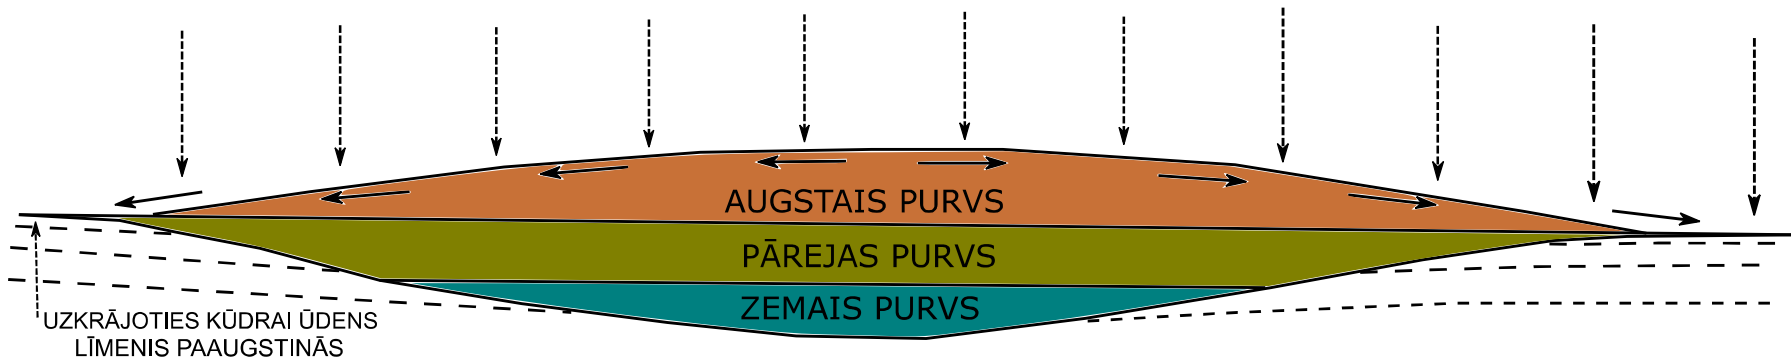 AUGSTAIS PURVS
PĀREJAS PURVS
ZEMAIS PURVS
UZKRĀJOTIES KŪDRAI ŪDENS
LĪMENIS PAAUGSTINĀS